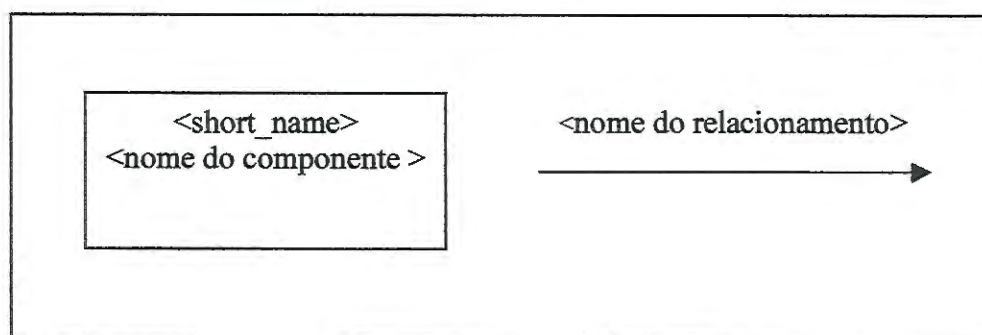 <short_name>
<nome do componente >
<nome do relacionamento>